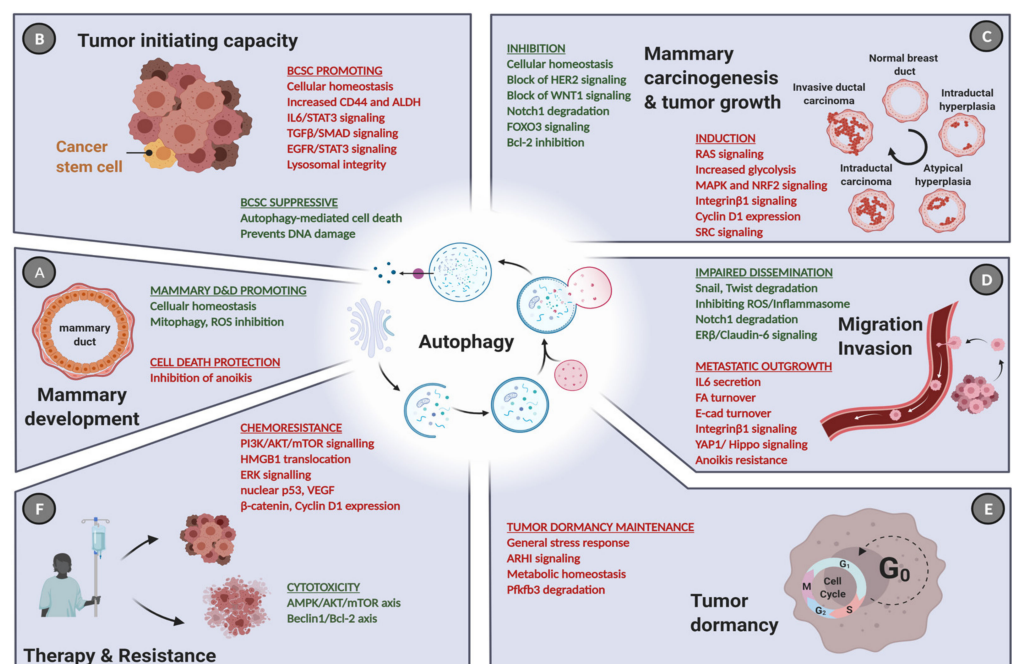 B
Tumor initiating capacity
BCSC PROMOTING
Cellular homeostasis
Increased CD44 and ALDH
IL6/STAT3 signaling
TGFβ/SMAD signaling
EGFR/STAT3 signaling
Lysosomal integrity
Cancer
stem cell
BCSC SUPPRESSIVE
Autophagy-mediated cell death
Prevents DNA damage
C
INHIBITION
Cellular homeostasis
Block of HER2 signaling
Block of WNT1 signaling
Notch1 degradation
FOXO3 signaling
Bcl-2 inhibition
Mammary
carcinogenesis
& tumor growth
INDUCTION
RAS signaling
Increased glycolysis
MAPK and NRF2 signaling
Integrinβ1 signaling
Cyclin D1 expression
SRC signaling
Normal breast
duct
Intraductal
hyperplasia
Atypical
hyperplasia
Intraductal
carcinoma
Invasive ductal
carcinoma
A
mammary
duct
Mammary
development
MAMMARY D&D PROMOTING
Cellualr homeostasis
Mitophagy, ROS inhibition
CELL DEATH PROTECTION
Inhibition of anoikis
Autophagy
D
IMPAIRED DISSEMINATION
Snail, Twist degradation
Inhibiting ROS/Inflammasome
Notch1 degradation
ERβ/Claudin-6 signaling
Migration
Invasion
METASTATIC OUTGROWTH
IL6 secretion
FA turnover
E-cad turnover
Integrinβ1 signaling
YAP1/ Hippo signaling
Anoikis resistance
F
CHEMORESISTANCE
PI3K/AKT/mTOR signalling
HMGB1 translocation
ERK signalling
nuclear p53, VEGF
β-catenin, Cyclin D1 expression
CYTOTOXICITY
AMPK/AKT/mTOR axis
Beclin1/Bcl-2 axis
Therapy & Resistance
E
TUMOR DORMANCY MAINTENANCE
General stress response
ARHI signaling
Metabolic homeostasis
Pfkfb3 degradation
Tumor
dormancy
G1
M
Cell
Cycle
G2
S
G0